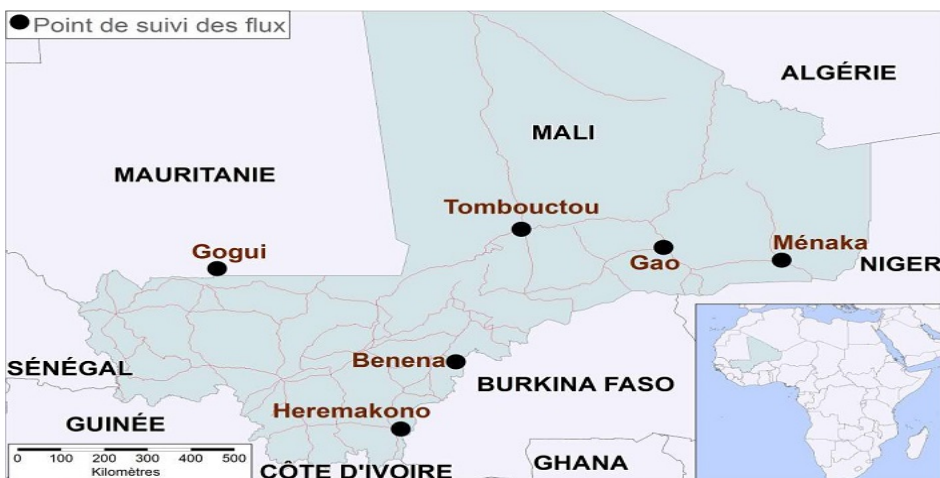 Point de suivi des flux
ALGÉRIE
MALI
MAURITANIE
Tombouctou
Gogui
Gao
Ménaka
NIGER
Benena
SÉNÉGAL
BURKINA FASO
Heremakono
GUINÉE
0 100 200 300 400 500
Kilomètres
CÔTE D'IVOIRE
GHANA